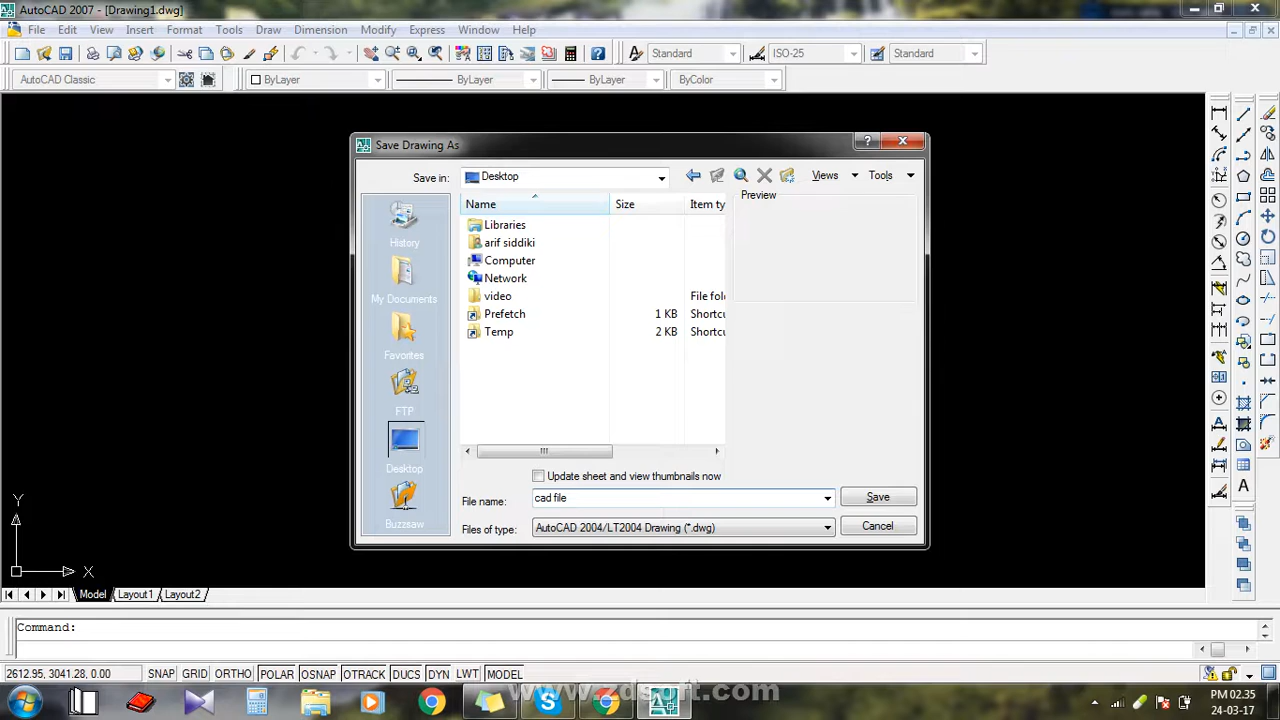 AutoCAD 2007 - [Drawing1.dwg]
File Edit View Insert Format Tools Draw Dimension Modify Express Window Help
Standard ISO-25 Standard
AutoCAD Classic ByLayer ByLayer ByLayer ByColor
Save Drawing As
Save in: Desktop Views Tools
Name Size Item ty Preview
Libraries
arif siddiki
Computer
Network
video File fol
Prefetch 1 KB Shortcu
Temp 2 KB Shortcu
History
My Documents
Favorites
FTP
Desktop
Buzzsaw
Update sheet and view thumbnails now
File name: cad file Save
Files of type: AutoCAD 2004/LT2004 Drawing (*.dwg) Cancel
Y
X
Model Layout1 Layout2
Command:
2612.95, 3041.28, 0.00 SNAP GRID ORTHO POLAR OSNAP OTRACK DUCS DYN LWT MODEL
www.zdsoft.com
PM 02.35
24-03-17